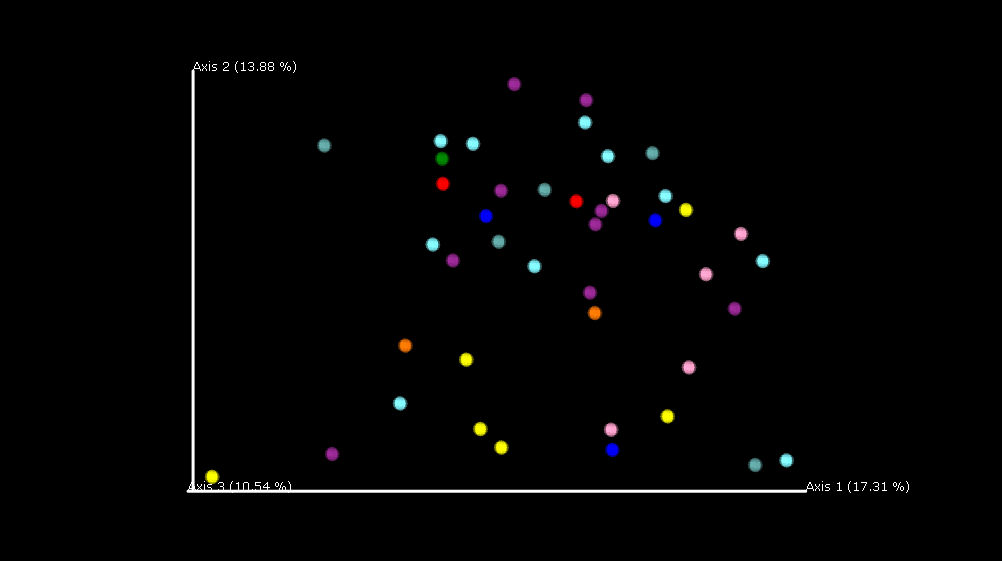 Axis 2 (13.88 %)
Axis 3 (10.54 %)
Axis 1 (17.31 %)